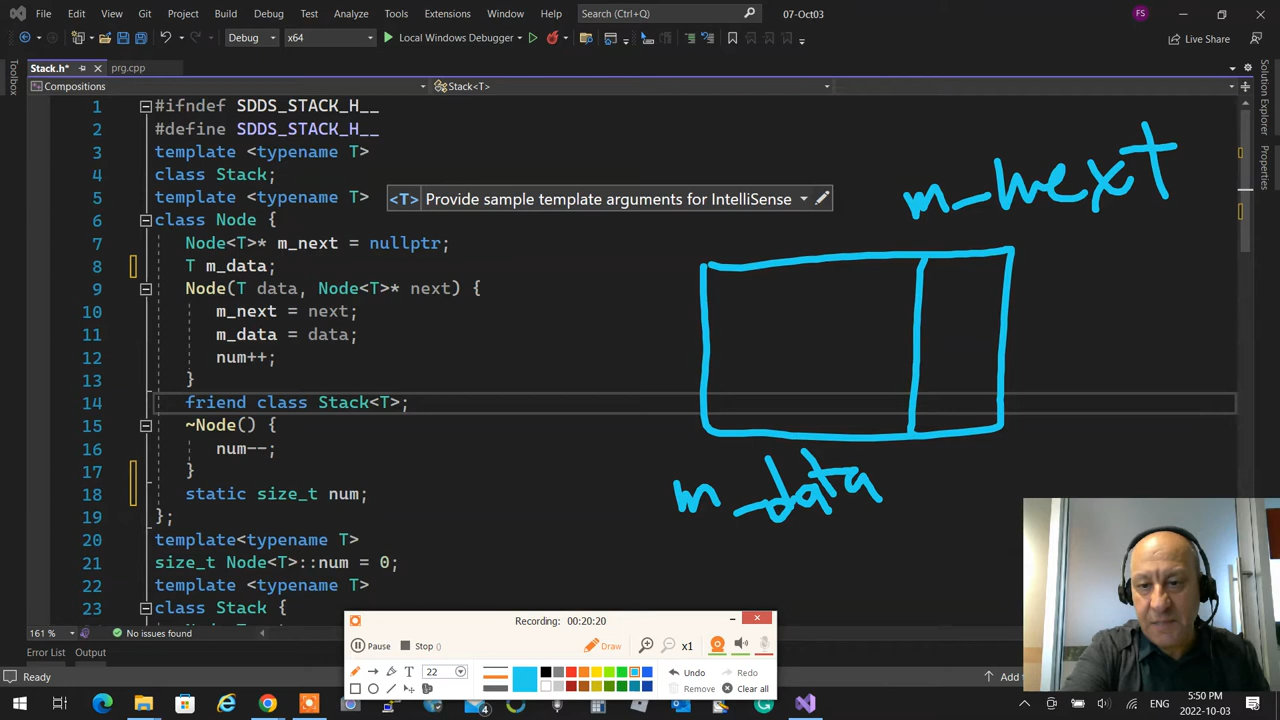 File Edit View Git Project Build Debug Test Analyze Tools Extensions Window Help Search (Ctrl+Q) 07-Oct03 FS
Debug x64 Local Windows Debugger Live Share
Stack.h* prg.cpp
Compositions Stack<T>
Toolbox
Solution Explorer
Properties
1 #ifndef SDDS_STACK_H__
2 #define SDDS_STACK_H__
3 template <typename T>
4 class Stack;
5 template <typename T>
<T> Provide sample template arguments for IntelliSense
6 class Node {
7 Node<T>* m_next = nullptr;
8 T m_data;
9 Node(T data, Node<T>* next) {
10 m_next = next;
11 m_data = data;
12 num++;
13 }
14 friend class Stack<T>;
15 ~Node() {
16 num--;
17 }
18 static size_t num;
19 };
20 template<typename T>
21 size_t Node<T>::num = 0;
22 template <typename T>
23 class Stack {
m_next
m_data
161 % No issues found
Error List Output
Ready Add
Recording: 00:20:20
Pause Stop () Draw x1
T 22 Undo Redo
Remove Clear all
4
ENG 5:50 PM
2022-10-03